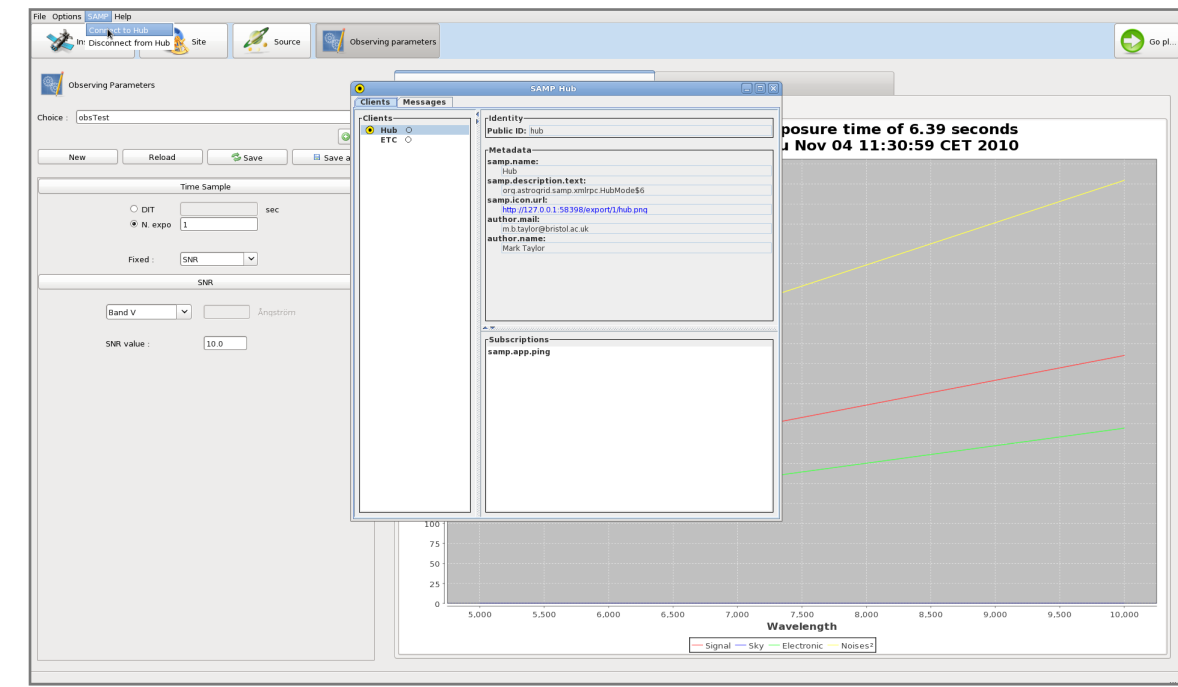 File Options SAMP Help
Connect to Hub
Disconnect from Hub
Site
Source
Observing parameters
Go pl...
Observing Parameters
Choice : obsTest
New
Reload
Save
Save a
Time Sample
DIT sec
N. expo 1
Fixed : SNR
SNR
Band V Ångström
SNR value : 10.0
SAMP Hub
Clients Messages
Clients
Hub
ETC
Identity
Public ID: hub
Metadata
samp.name:
Hub
samp.description.text:
org.astrogrid.samp.xmlrpc.HubMode$6
samp.icon.url:
http://127.0.0.1:58398/export/1/hub.png
author.mail:
m.b.taylor@bristol.ac.uk
author.name:
Mark Taylor
Subscriptions
samp.app.ping
posure time of 6.39 seconds
u Nov 04 11:30:59 CET 2010
100
75
50
25
0
5,000 5,500 6,000 6,500 7,000 7,500 8,000 8,500 9,000 9,500 10,000
Wavelength
Signal Sky Electronic Noises²